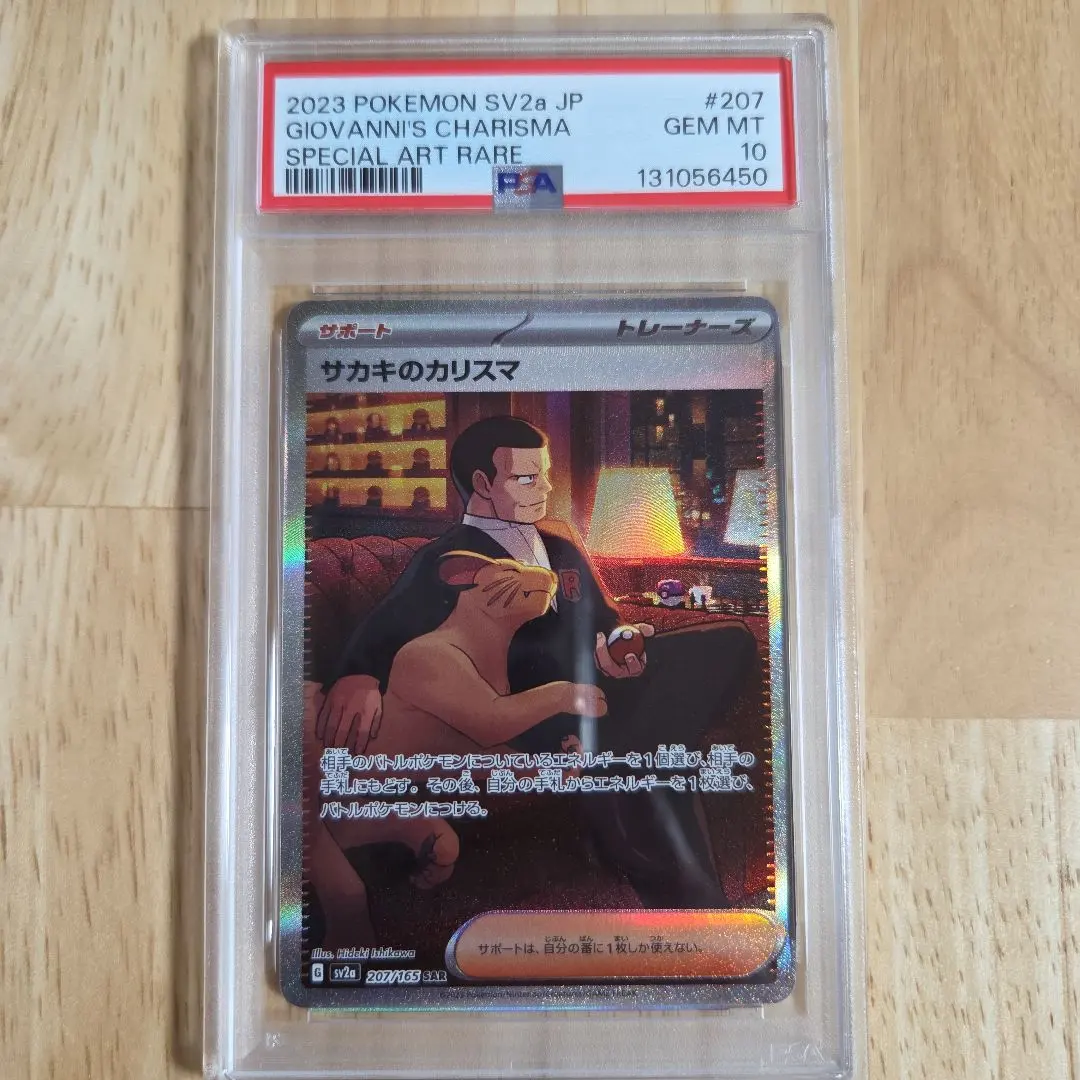 2023 POKEMON SV2a JP #207
GIOVANNI'S CHARISMA GEM MT
SPECIAL ART RARE 10
PSA 131056450
サポート トレーナーズ
サカキのカリスマ
R
相手のバトルポケモンについているエネルギーを1個選び、相手の
手札にもどす。その後、自分の手札からエネルギーを1枚選び、
バトルポケモンにつける。
Illus. Hideki Ishikawa
サポートは、自分の番に1枚しか使えない。
G sv2a 207/165 SAR
©2023 Pokémon/Nintendo
PSA